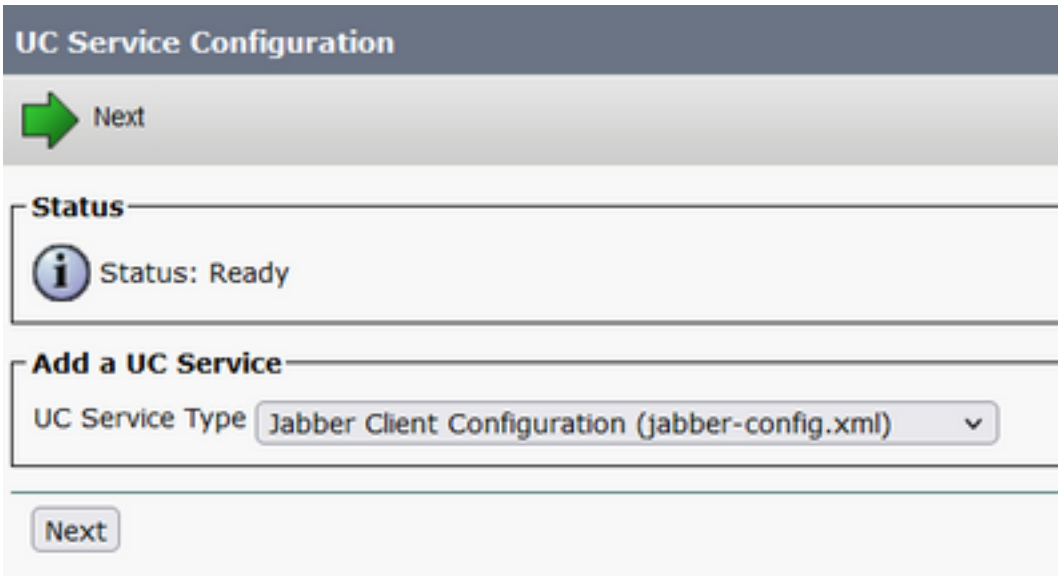 UC Service Configuration
Next
Status
Status: Ready
Add a UC Service
UC Service Type Jabber Client Configuration (jabber-config.xml)
Next